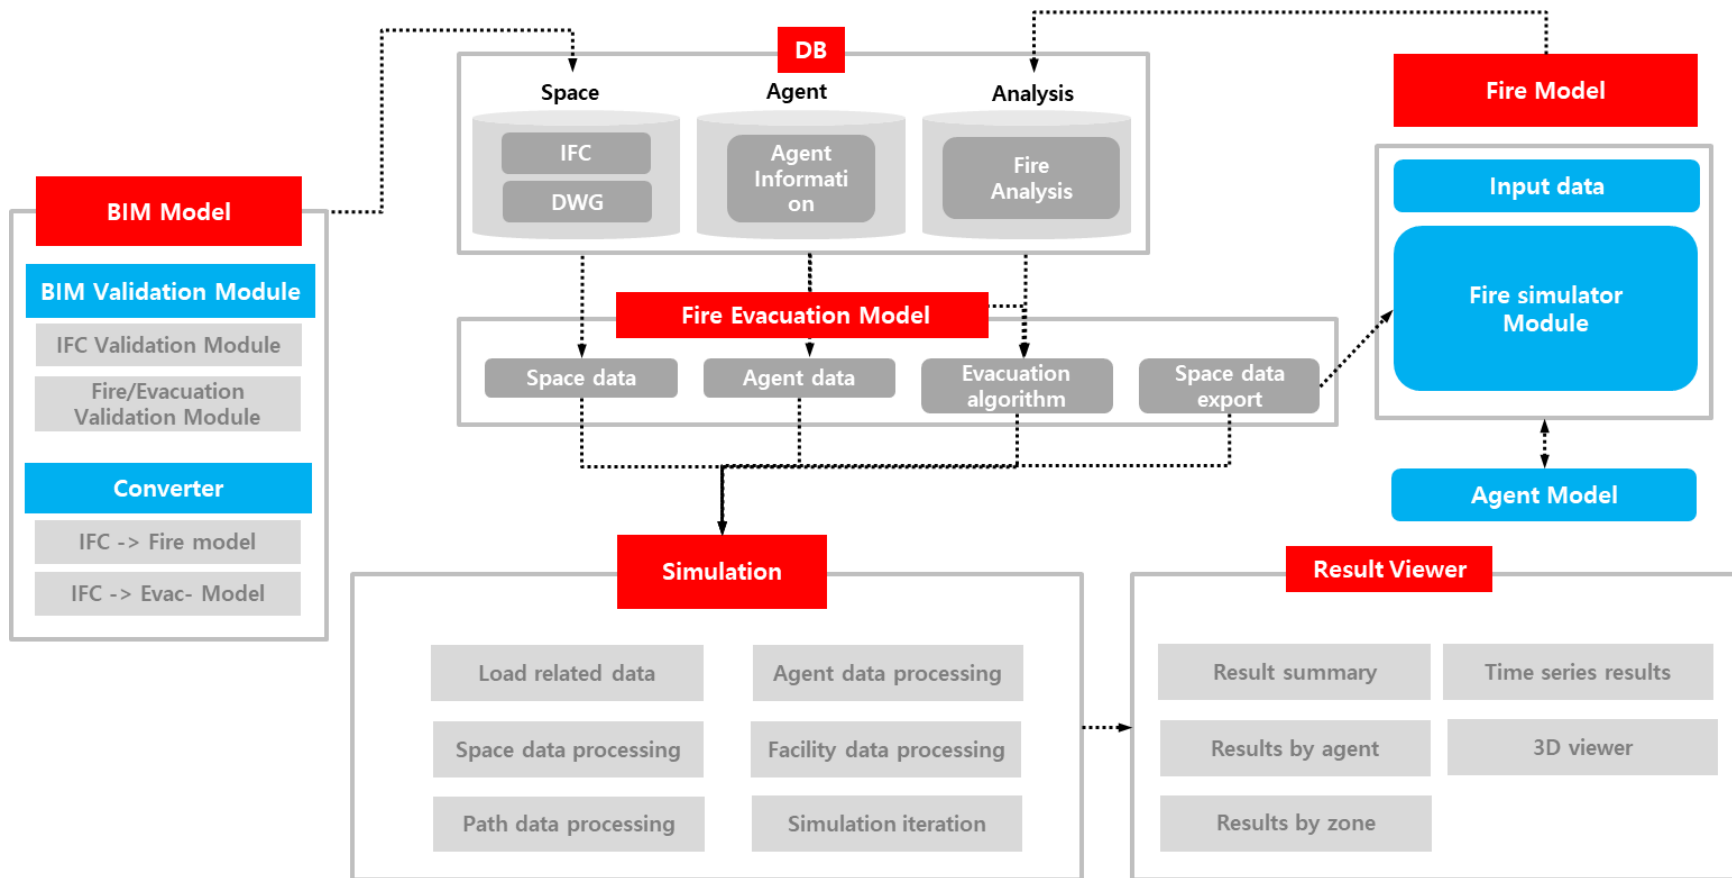 DB
Space
Agent
Analysis
IFC
DWG
Agent
Informati
on
Fire
Analysis
Fire Model
Input data
Fire simulator
Module
Agent Model
BIM Model
BIM Validation Module
IFC Validation Module
Fire/Evacuation
Validation Module
Converter
IFC -> Fire model
IFC -> Evac- Model
Fire Evacuation Model
Space data
Agent data
Evacuation
algorithm
Space data
export
Simulation
Load related data
Agent data processing
Space data processing
Facility data processing
Path data processing
Simulation iteration
Result Viewer
Result summary
Time series results
Results by agent
3D viewer
Results by zone